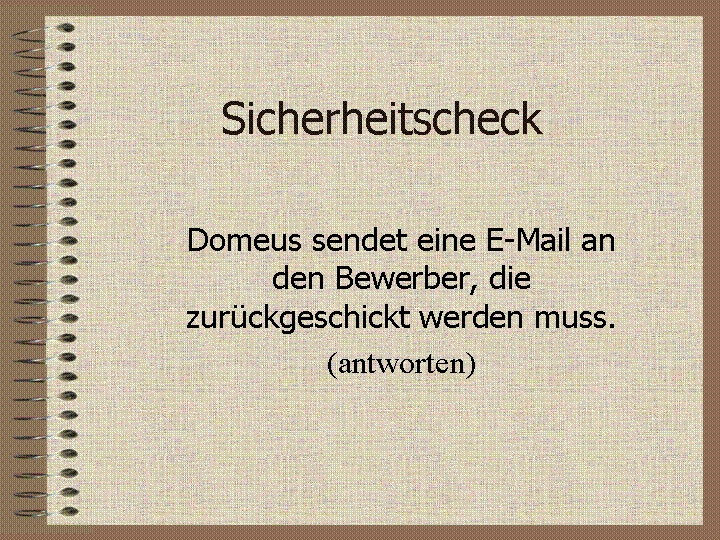 Sicherheitscheck
Domeus sendet eine E-Mail an
den Bewerber, die
zurückgeschickt werden muss.
(antworten)